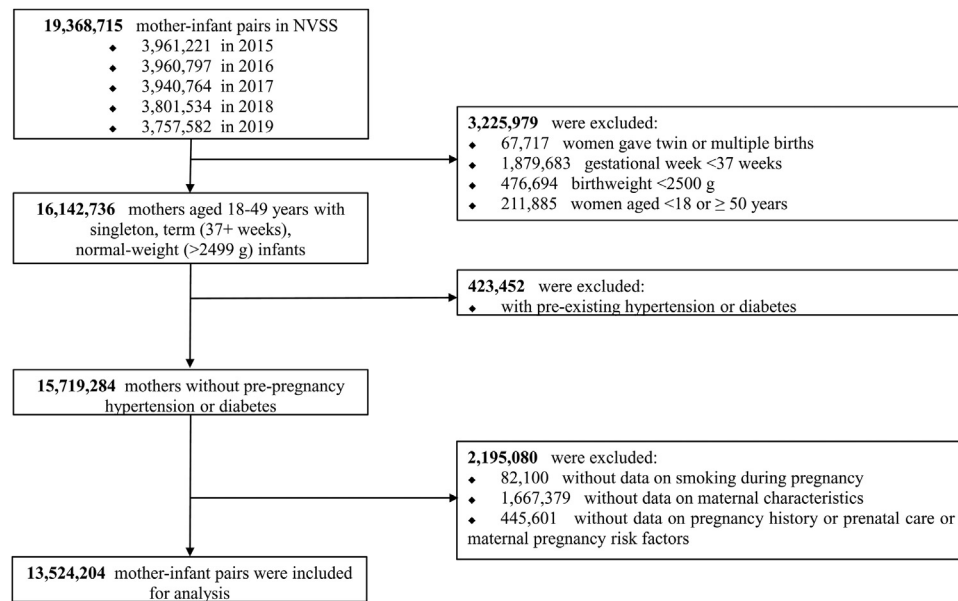 19,368,715 mother-infant pairs in NVSS
◆ 3,961,221 in 2015
◆ 3,960,797 in 2016
◆ 3,940,764 in 2017
◆ 3,801,534 in 2018
◆ 3,757,582 in 2019
3,225,979 were excluded:
◆ 67,717 women gave twin or multiple births
◆ 1,879,683 gestational week <37 weeks
◆ 476,694 birthweight <2500 g
◆ 211,885 women aged <18 or ≥ 50 years
16,142,736 mothers aged 18-49 years with
singleton, term (37+ weeks),
normal-weight (>2499 g) infants
423,452 were excluded:
◆ with pre-existing hypertension or diabetes
15,719,284 mothers without pre-pregnancy
hypertension or diabetes
2,195,080 were excluded:
◆ 82,100 without data on smoking during pregnancy
◆ 1,667,379 without data on maternal characteristics
◆ 445,601 without data on pregnancy history or prenatal care or
maternal pregnancy risk factors
13,524,204 mother-infant pairs were included
for analysis